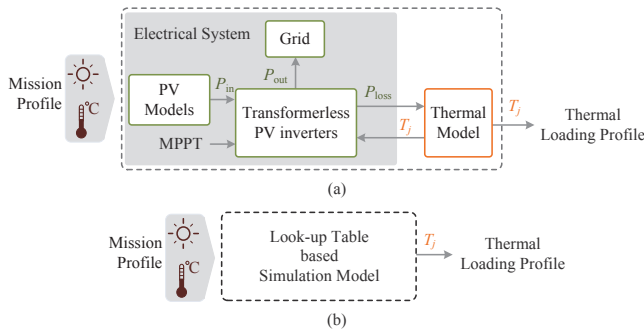 Electrical System
Grid
Mission
Profile
°C
PV
Models
P_in
P_out
Transformerless
PV inverters
MPPT
P_loss
T_j
Thermal
Model
T_j
Thermal
Loading Profile
(a)
Mission
Profile
°C
Look-up Table
based
Simulation Model
T_j
Thermal
Loading Profile
(b)